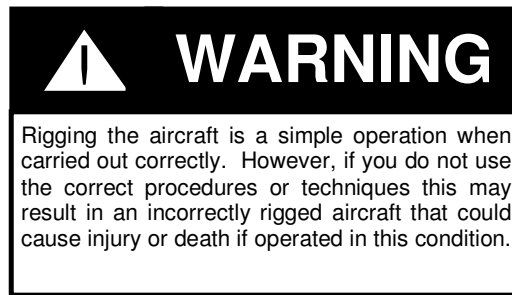 WARNING
Rigging the aircraft is a simple operation when
carried out correctly. However, if you do not use
the correct procedures or techniques this may
result in an incorrectly rigged aircraft that could
cause injury or death if operated in this condition.